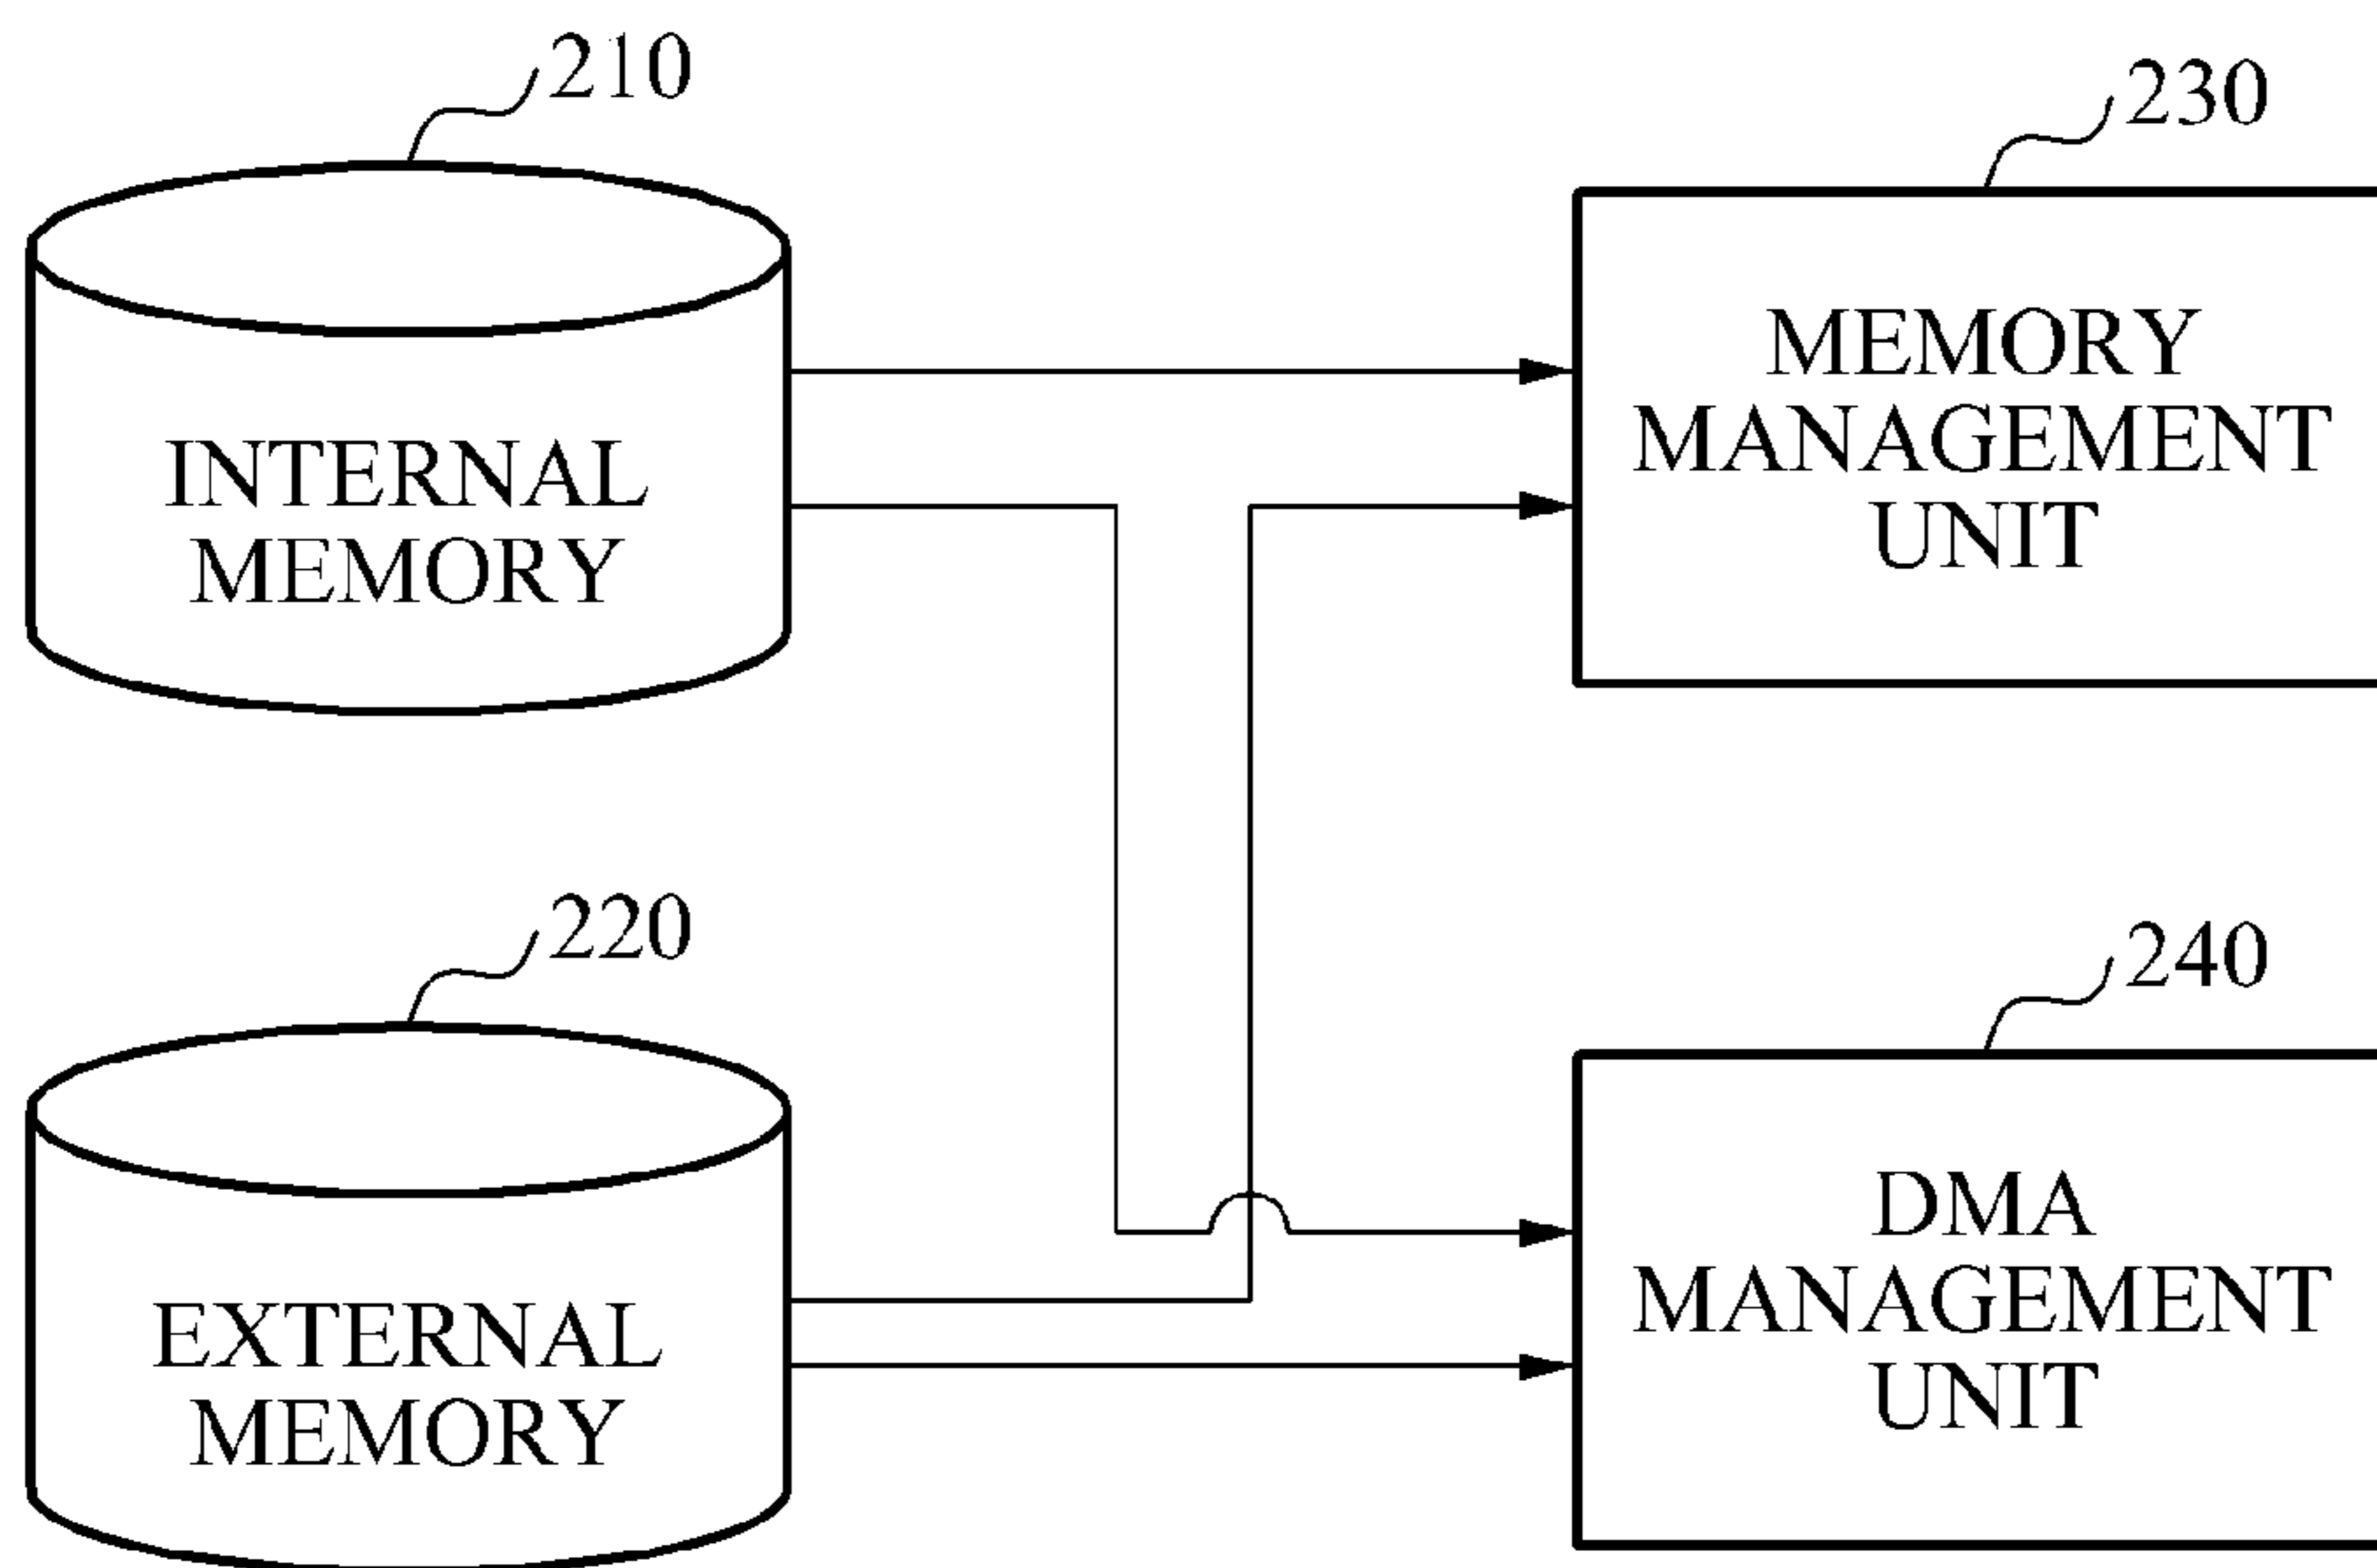 210
INTERNAL
MEMORY
230
MEMORY
MANAGEMENT
UNIT
220
EXTERNAL
MEMORY
240
DMA
MANAGEMENT
UNIT